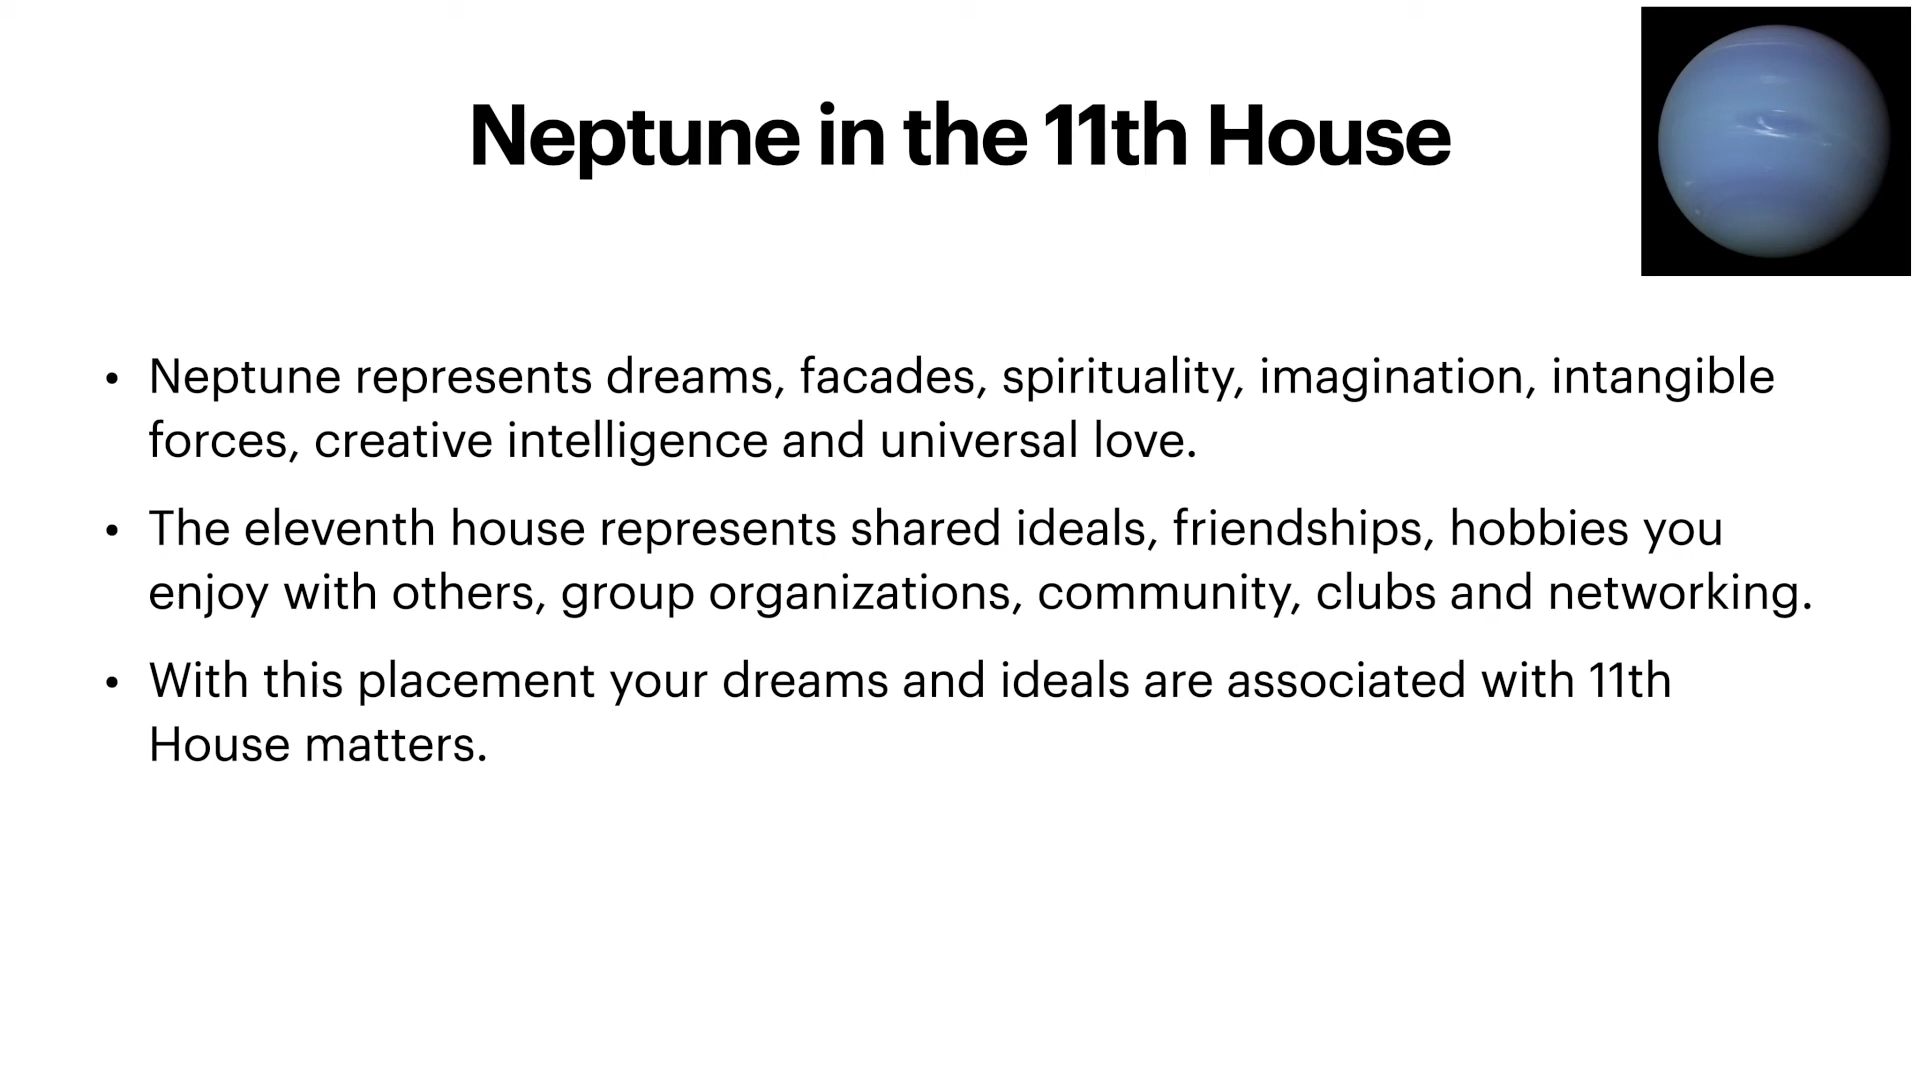 Neptune in the 11th House
• Neptune represents dreams, facades, spirituality, imagination, intangible
forces, creative intelligence and universal love.
• The eleventh house represents shared ideals, friendships, hobbies you
enjoy with others, group organizations, community, clubs and networking.
• With this placement your dreams and ideals are associated with 11th
House matters.